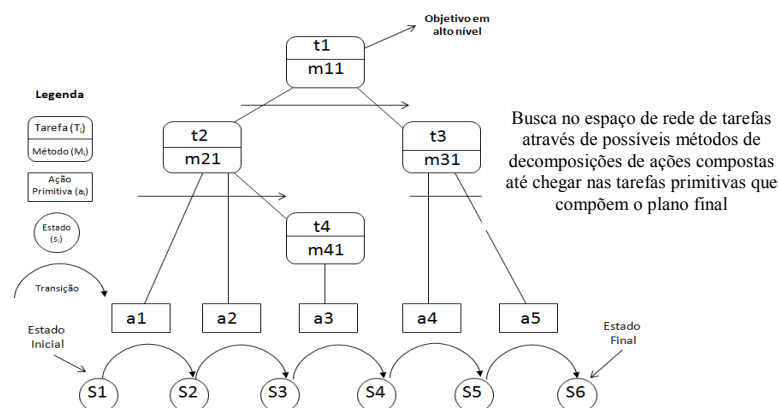 Objetivo em
alto nível
t1
m11
Legenda
Tarefa (Tᵢ)
Método (Mᵢ)
Ação
Primitiva (aᵢ)
Estado
(sᵢ)
Transição
t2
m21
t3
m31
t4
m41
Busca no espaço de rede de tarefas
através de possíveis métodos de
decomposições de ações compostas
até chegar nas tarefas primitivas que
compõem o plano final
a1 a2 a3 a4 a5
Estado
Inicial
Estado
Final
S1 S2 S3 S4 S5 S6